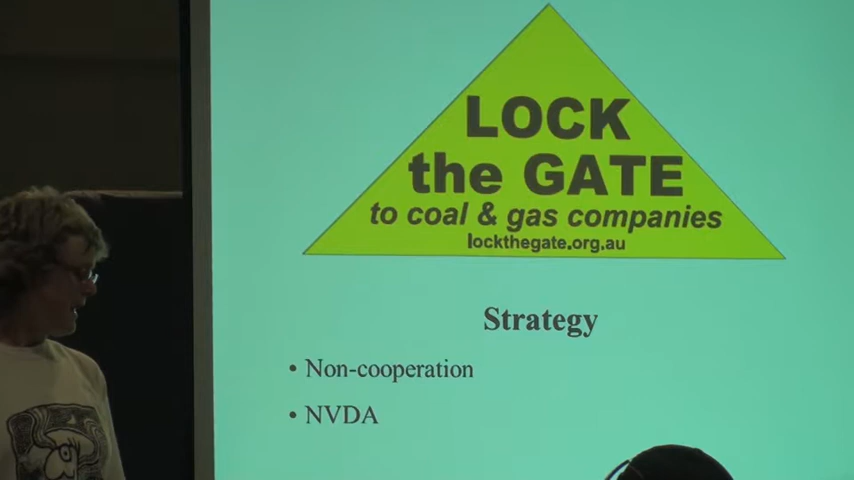 LOCK
the GATE
to coal & gas companies
lockthegate.org.au
Strategy
• Non-cooperation
• NVDA